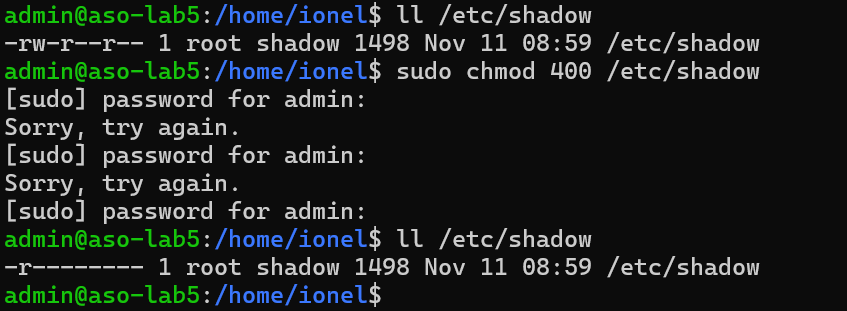 admin@aso-lab5:/home/ionel$ ll /etc/shadow
-rw-r--r-- 1 root shadow 1498 Nov 11 08:59 /etc/shadow
admin@aso-lab5:/home/ionel$ sudo chmod 400 /etc/shadow
[sudo] password for admin:
Sorry, try again.
[sudo] password for admin:
Sorry, try again.
[sudo] password for admin:
admin@aso-lab5:/home/ionel$ ll /etc/shadow
-r-------- 1 root shadow 1498 Nov 11 08:59 /etc/shadow
admin@aso-lab5:/home/ionel$